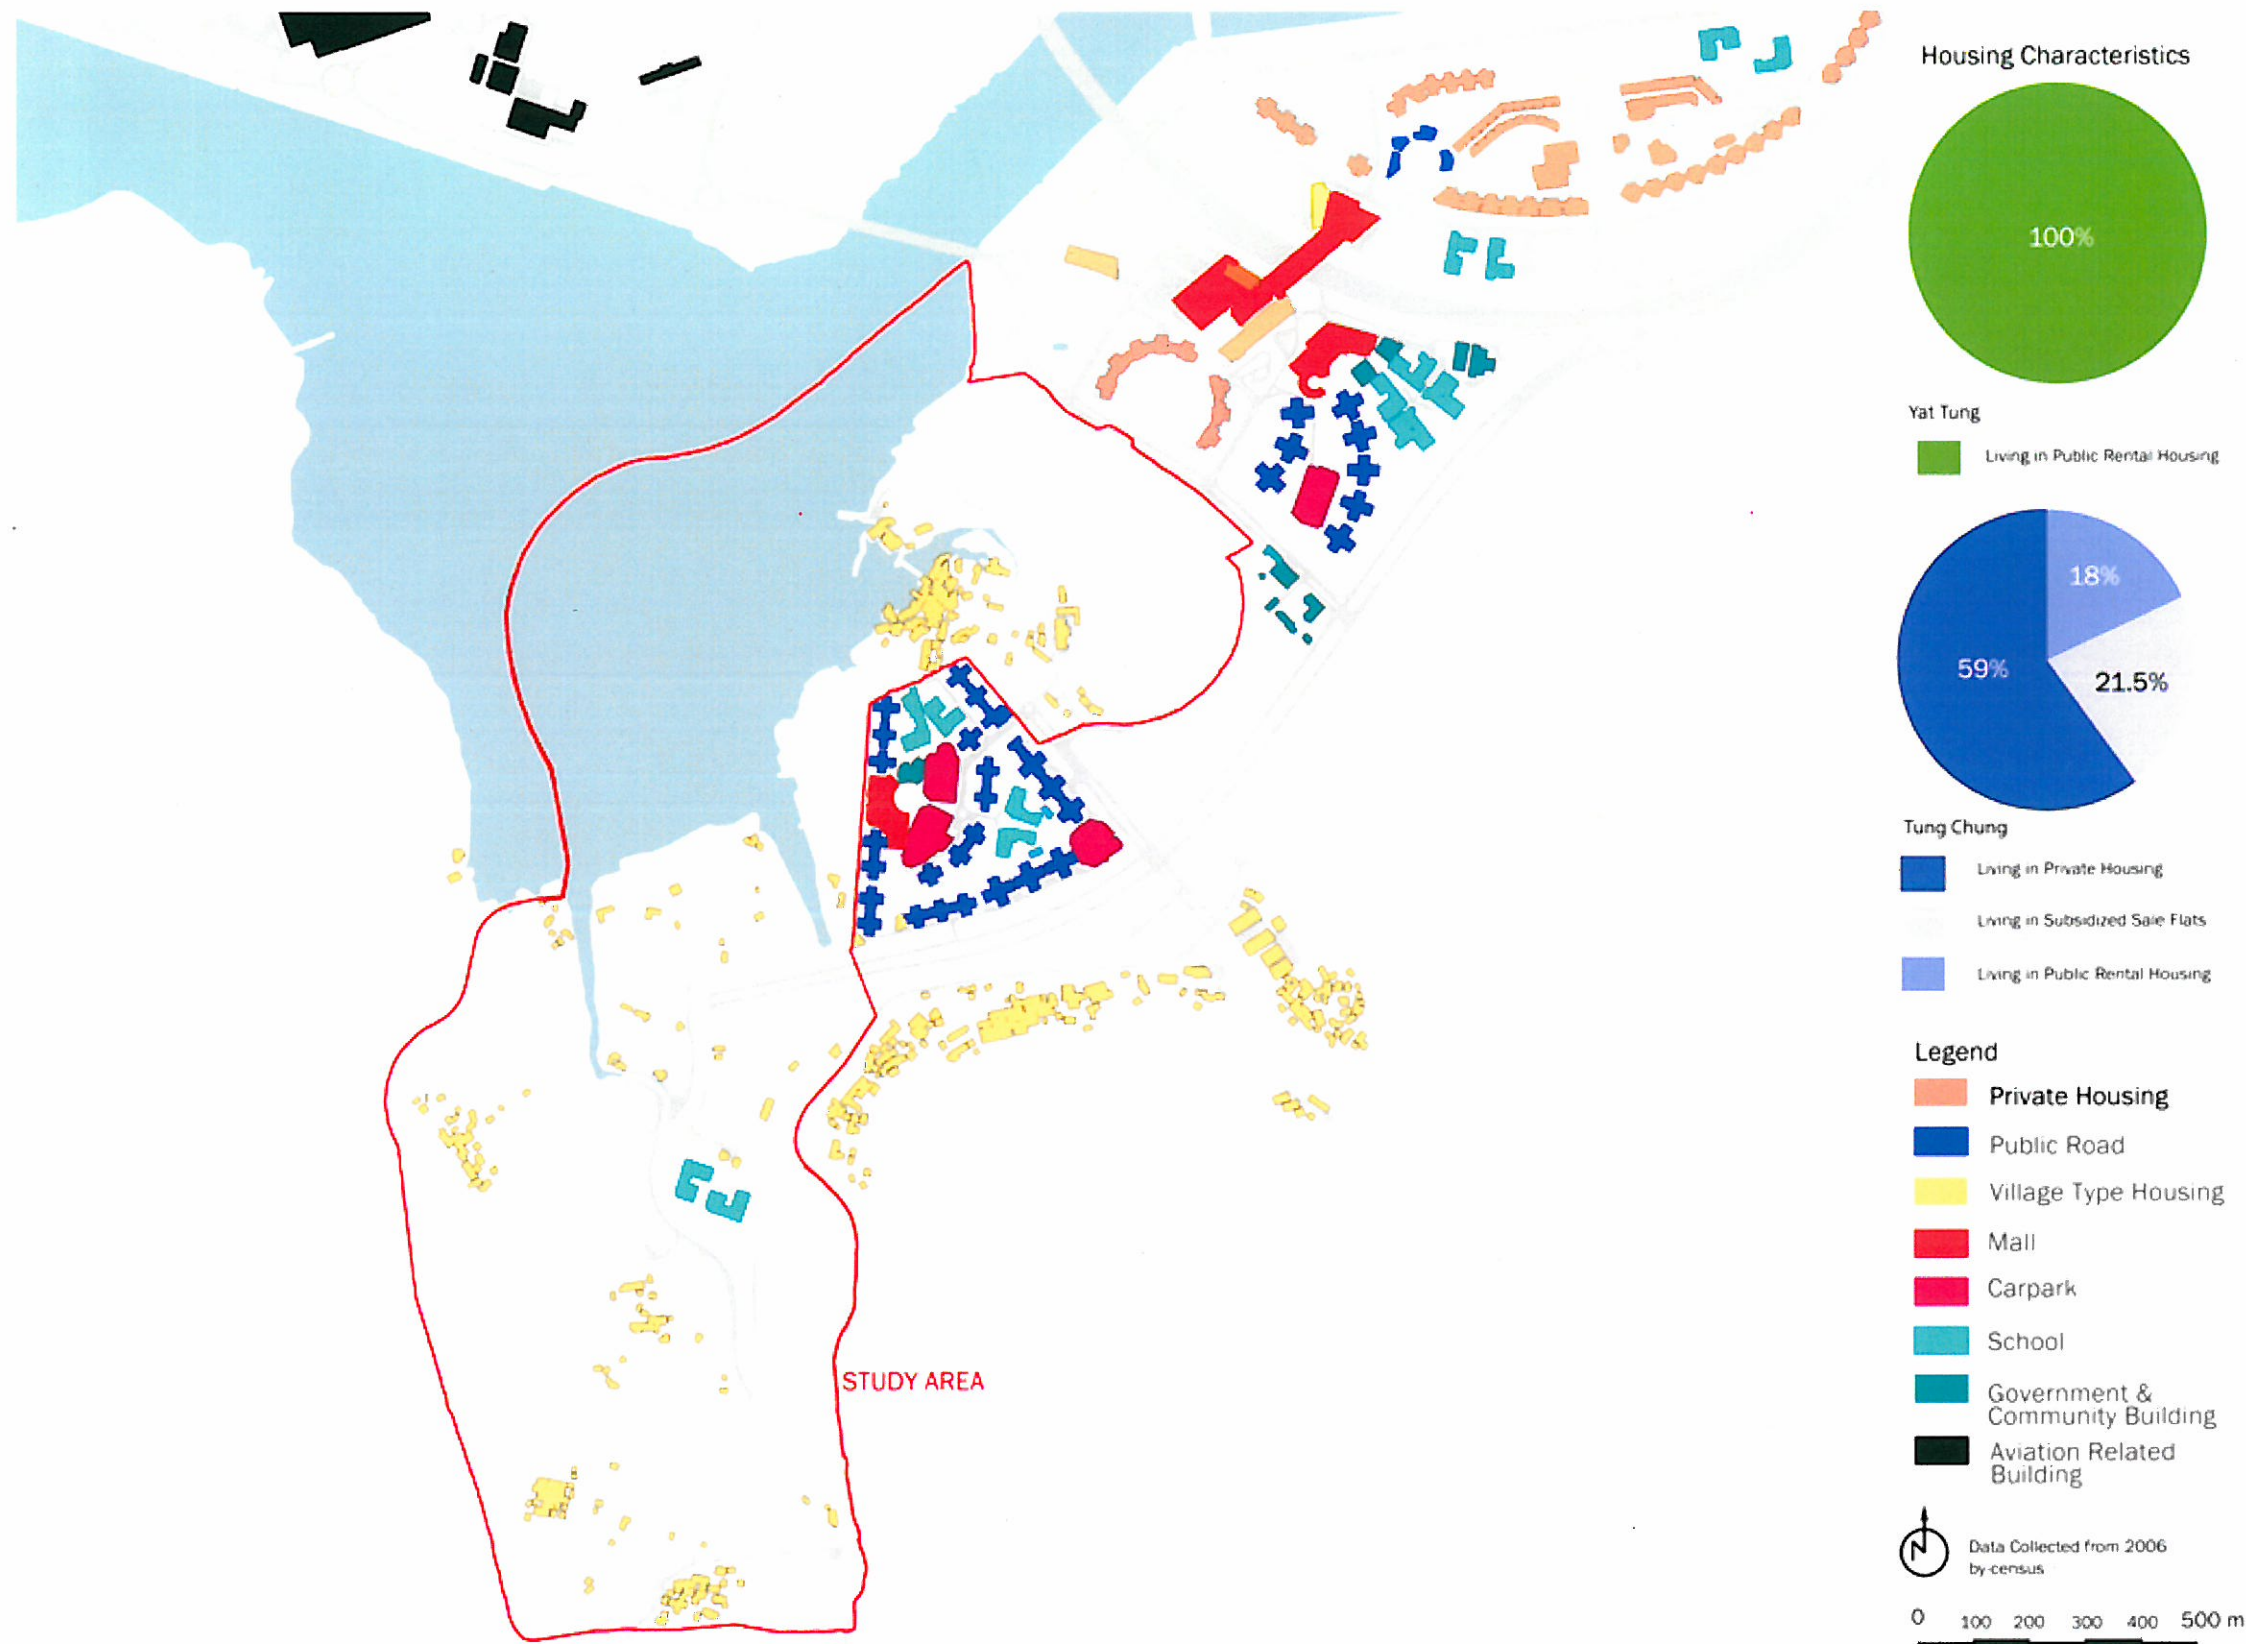 Housing Characteristics
100%
Yat Tung
Living in Public Rental Housing
18%
59%
21.5%
Tung Chung
Living in Private Housing
Living in Subsidized Sale Flats
Living in Public Rental Housing
Legend
Private Housing
Public Road
Village Type Housing
Mall
Carpark
School
Government &
Community Building
Aviation Related
Building
STUDY AREA
N
Data Collected from 2006
by-census
0 100 200 300 400 500 m